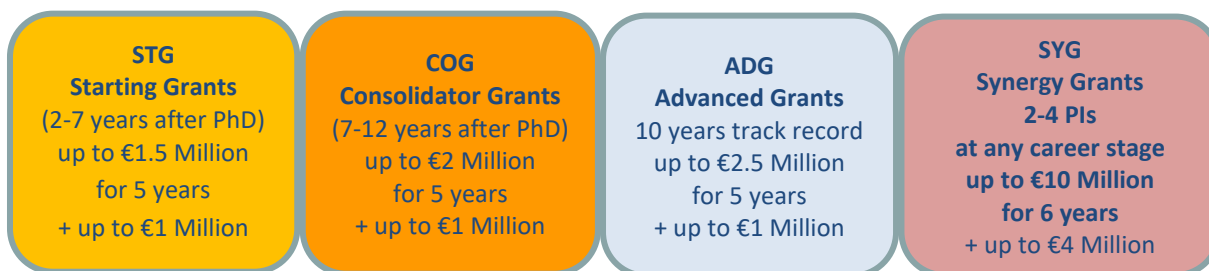 STG
Starting Grants
(2-7 years after PhD)
up to €1.5 Million
for 5 years
+ up to €1 Million
COG
Consolidator Grants
(7-12 years after PhD)
up to €2 Million
for 5 years
+ up to €1 Million
ADG
Advanced Grants
10 years track record
up to €2.5 Million
for 5 years
+ up to €1 Million
SYG
Synergy Grants
2-4 PIs
at any career stage
up to €10 Million
for 6 years
+ up to €4 Million